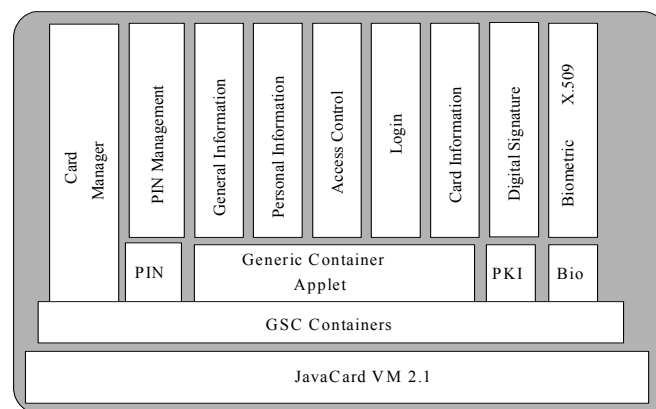 Card
Manager
PIN Management
General Information
Personal Information
Access Control
Login
Card Information
Digital Signature
Biometric X.509
PIN
Generic Container
Applet
PKI
Bio
GSC Containers
JavaCard VM 2.1